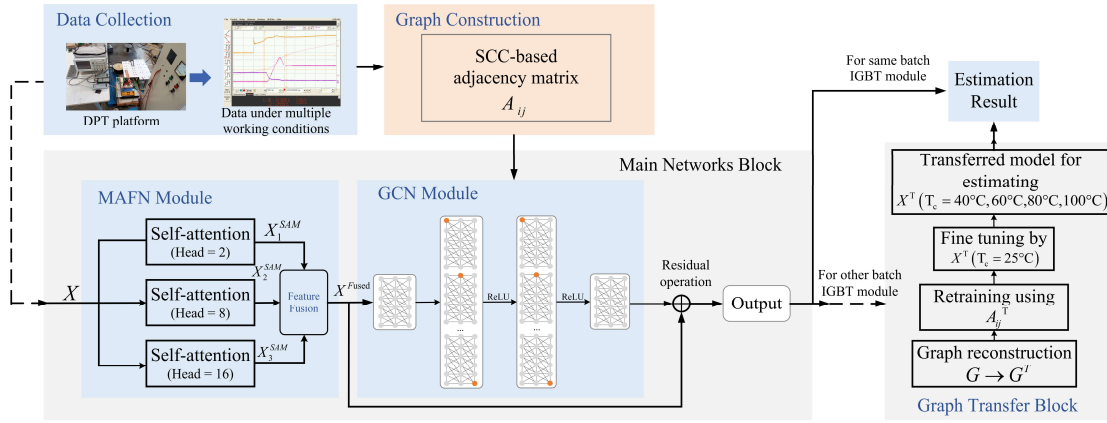 Data Collection
DPT platform
Data under multiple
working conditions
Graph Construction
SCC-based
adjacency matrix
A_{ij}
Main Networks Block
MAFN Module
X
Self-attention
(Head = 2)
X_1^{SAM}
Self-attention
(Head = 8)
X_2^{SAM}
Self-attention
(Head = 16)
X_3^{SAM}
Feature
Fusion
X^{Fused}
GCN Module
...
ReLU
...
ReLU
Residual
operation
Output
For same batch
IGBT module
For other batch
IGBT module
Estimation
Result
Transferred model for
estimating
X^T (T_c = 40°C, 60°C, 80°C, 100°C)
Fine tuning by
X^T (T_c = 25°C)
Retraining using
A_{ij}^T
Graph reconstruction
G → G^T
Graph Transfer Block